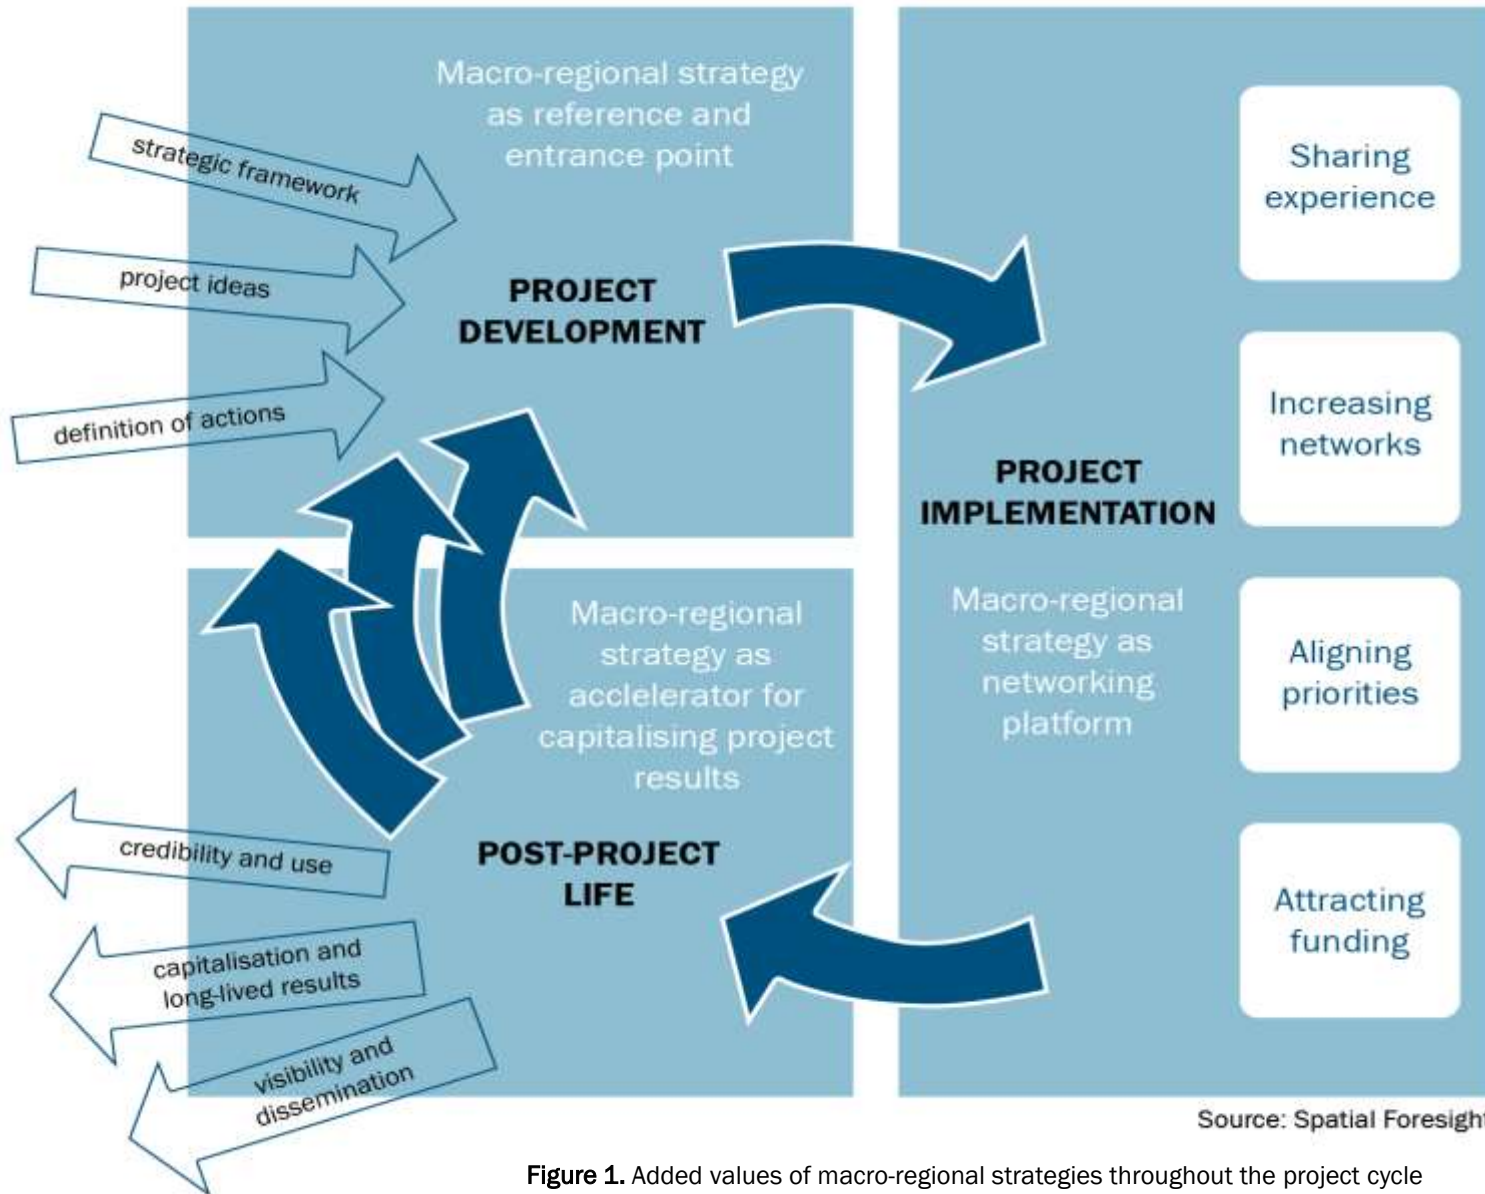 Macro-regional strategy
as reference and
entrance point
strategic framework
project ideas
definition of actions
PROJECT
DEVELOPMENT
Sharing
experience
Increasing
networks
PROJECT
IMPLEMENTATION
Macro-regional
strategy as
networking
platform
Aligning
priorities
Attracting
funding
Macro-regional
strategy as
acclelerator for
capitalising project
results
POST-PROJECT
LIFE
credibility and use
capitalisation and
long-lived results
visibility and
dissemination
Source: Spatial Foresight
Figure 1. Added values of macro-regional strategies throughout the project cycle